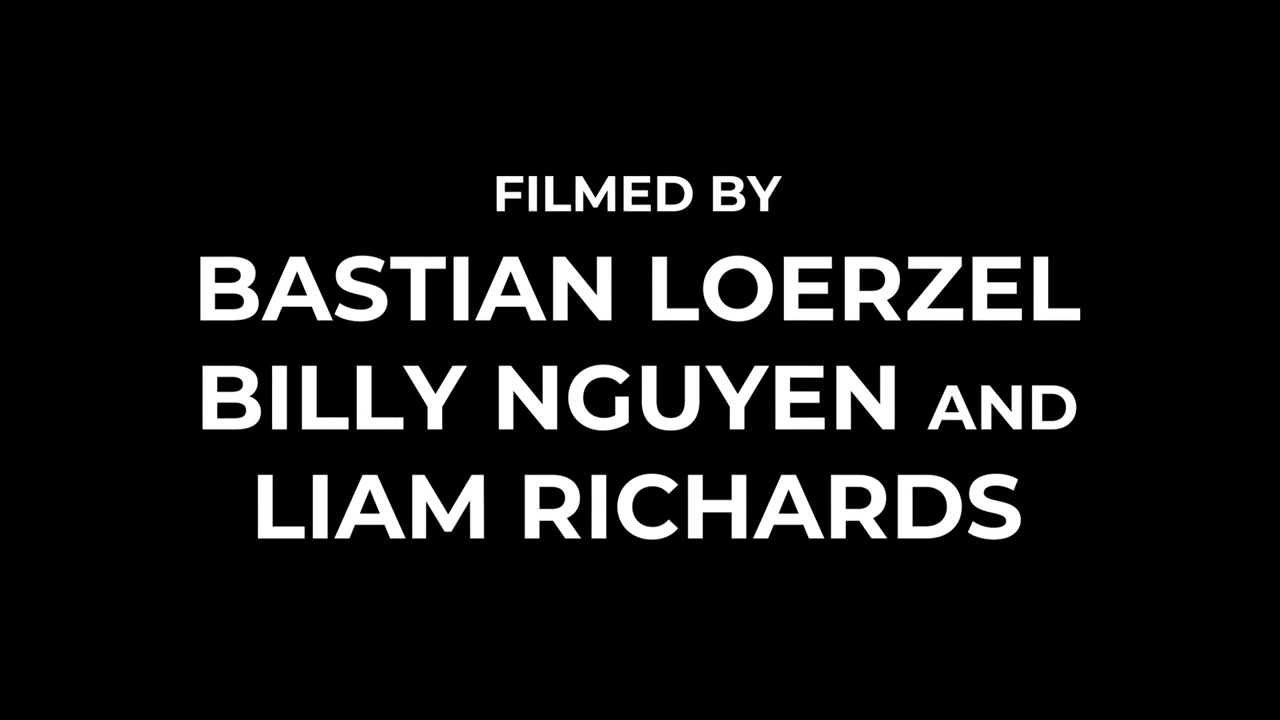 FILMED BY
BASTIAN LOERZEL
BILLY NGUYEN AND
LIAM RICHARDS